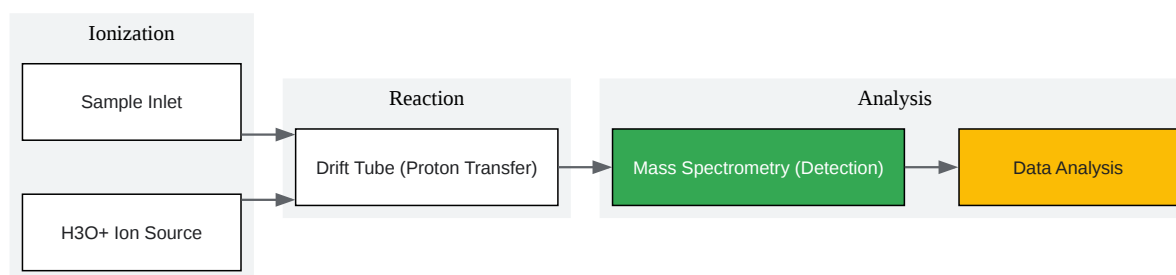 Ionization
Sample Inlet
H3O+ Ion Source
Reaction
Drift Tube (Proton Transfer)
Analysis
Mass Spectrometry (Detection)
Data Analysis